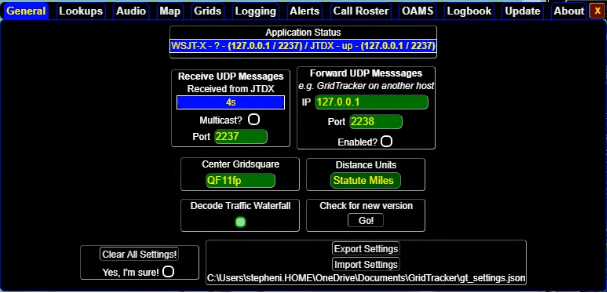 General Lookups Audio Map Grids Logging Alerts Call Roster OAMS Logbook Update About X
Application Status
WSJT-X - ? - (127.0.0.1 / 2237) / JTDX - up - (127.0.0.1 / 2237)
Receive UDP Messages
Received from JTDX
4s
Multicast?
Port 2237
Forward UDP Messsages
e.g. GridTracker on another host
IP 127.0.0.1
Port 2238
Enabled?
Center Gridsquare
QF11fp
Distance Units
Statute Miles
Decode Traffic Waterfall
Check for new version
Go!
Clear All Settings!
Yes, I'm sure!
Export Settings
Import Settings
C:\Users\stepheni.HOME\OneDrive\Documents\GridTracker\gt_settings.json